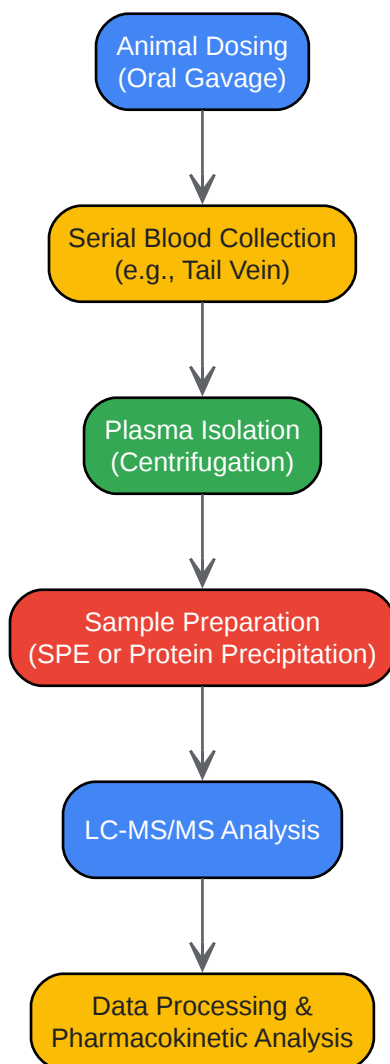 Animal Dosing
(Oral Gavage)
Serial Blood Collection
(e.g., Tail Vein)
Plasma Isolation
(Centrifugation)
Sample Preparation
(SPE or Protein Precipitation)
LC-MS/MS Analysis
Data Processing &
Pharmacokinetic Analysis